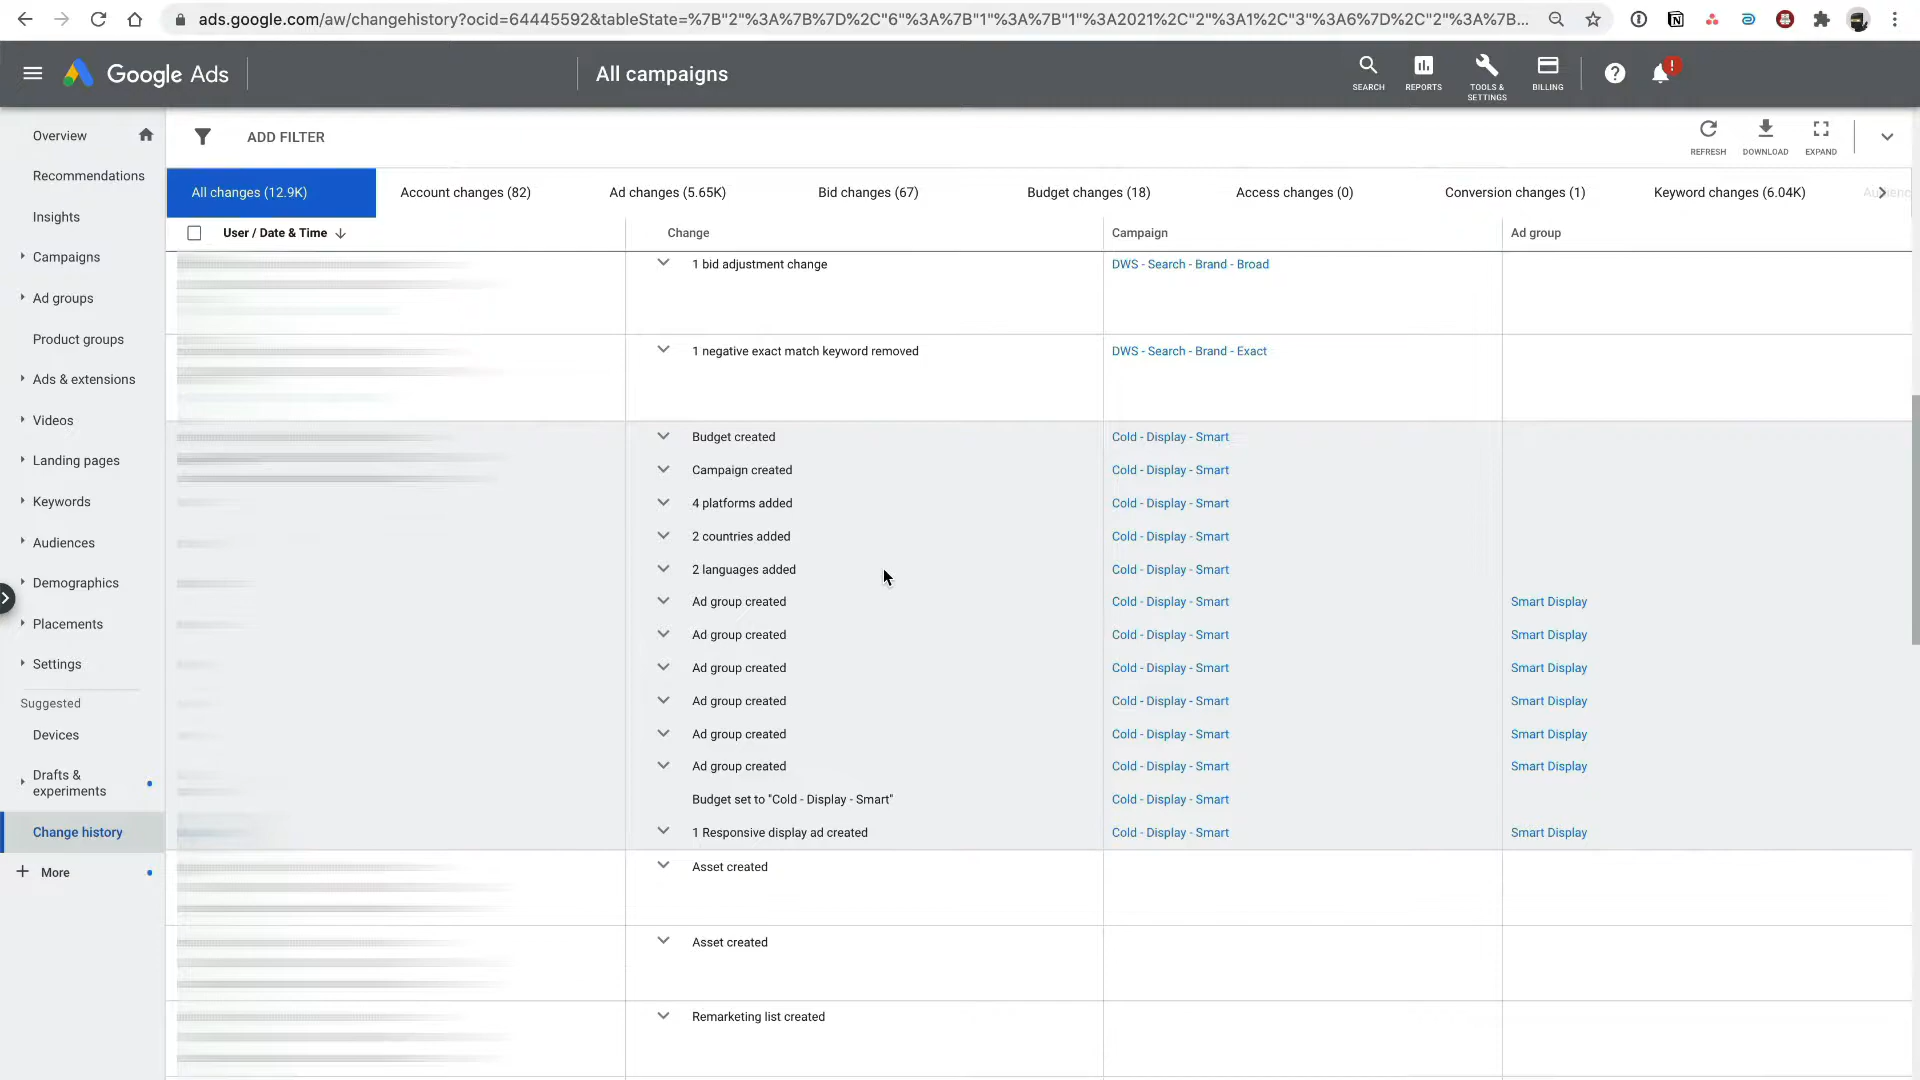 ads.google.com/aw/changehistory?ocid=64445592&tableState=%7B"2"%3A%7B%7D%2C"6"%3A%7B"1"%3A%7B"1"%3A2021%2C"2"%3A1%2C"3"%3A6%7D%2C"2"%3A%7B...
Google Ads
All campaigns
SEARCH
REPORTS
TOOLS & SETTINGS
BILLING
Overview
Recommendations
Insights
Campaigns
Ad groups
Product groups
Ads & extensions
Videos
Landing pages
Keywords
Audiences
Demographics
Placements
Settings
Suggested
Devices
Drafts & experiments
Change history
More
ADD FILTER
REFRESH
DOWNLOAD
EXPAND
All changes (12.9K)
Account changes (82)
Ad changes (5.65K)
Bid changes (67)
Budget changes (18)
Access changes (0)
Conversion changes (1)
Keyword changes (6.04K)
User / Date & Time
Change
Campaign
Ad group
1 bid adjustment change DWS - Search - Brand - Broad
1 negative exact match keyword removed DWS - Search - Brand - Exact
Budget created Cold - Display - Smart
Campaign created Cold - Display - Smart
4 platforms added Cold - Display - Smart
2 countries added Cold - Display - Smart
2 languages added Cold - Display - Smart
Ad group created Cold - Display - Smart Smart Display
Ad group created Cold - Display - Smart Smart Display
Ad group created Cold - Display - Smart Smart Display
Ad group created Cold - Display - Smart Smart Display
Ad group created Cold - Display - Smart Smart Display
Ad group created Cold - Display - Smart Smart Display
Budget set to "Cold - Display - Smart" Cold - Display - Smart
1 Responsive display ad created Cold - Display - Smart Smart Display
Asset created
Asset created
Remarketing list created